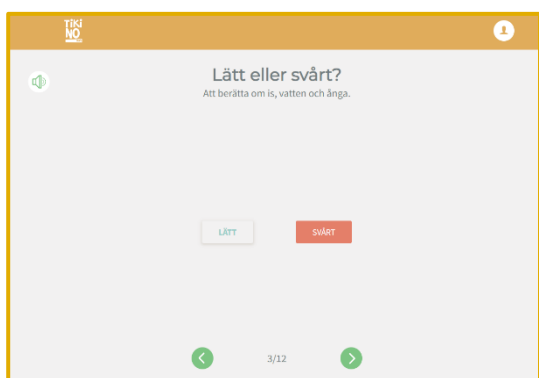 TiKi
NO
Lätt eller svårt?
Att berätta om is, vatten och ånga.
LÄTT
SVÅRT
3/12